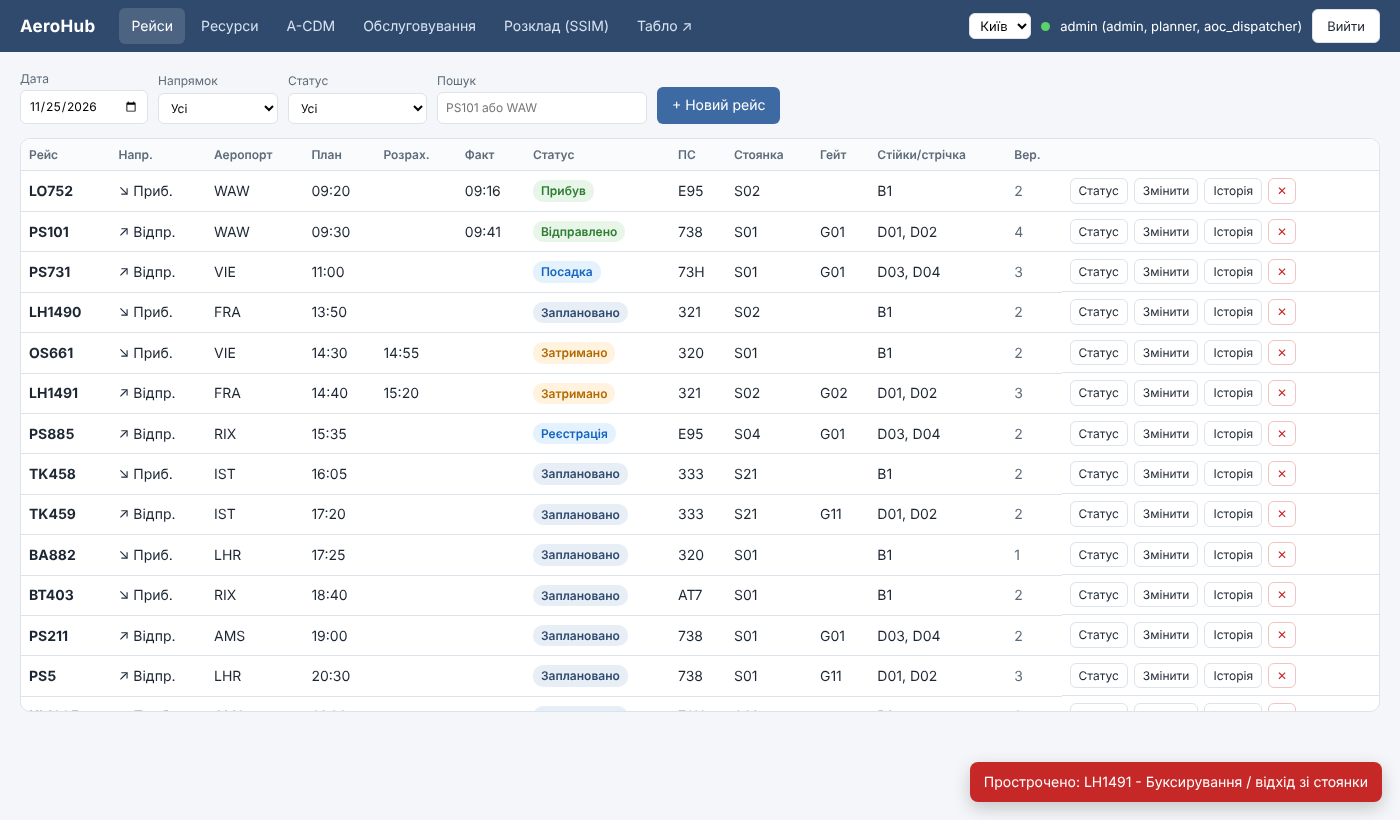 AeroHub Рейси Ресурси A-CDM Обслуговування Розклад (SSIM) Табло ↗ Київ admin (admin, planner, aoc_dispatcher) Вийти
Дата Напрямок Статус Пошук
11/25/2026 Усі Усі PS101 або WAW + Новий рейс
Рейс Напр. Аеропорт План Розрах. Факт Статус ПС Стоянка Гейт Стійки/стрічка Вер.
LO752 ↘ Приб. WAW 09:20 09:16 Прибув E95 S02 B1 2 Статус Змінити Історія ×
PS101 ↗ Відпр. WAW 09:30 09:41 Відправлено 738 S01 G01 D01, D02 4 Статус Змінити Історія ×
PS731 ↗ Відпр. VIE 11:00 Посадка 73H S01 G01 D03, D04 3 Статус Змінити Історія ×
LH1490 ↘ Приб. FRA 13:50 Заплановано 321 S02 B1 2 Статус Змінити Історія ×
OS661 ↘ Приб. VIE 14:30 14:55 Затримано 320 S01 B1 2 Статус Змінити Історія ×
LH1491 ↗ Відпр. FRA 14:40 15:20 Затримано 321 S02 G02 D01, D02 3 Статус Змінити Історія ×
PS885 ↗ Відпр. RIX 15:35 Реєстрація E95 S04 G01 D03, D04 2 Статус Змінити Історія ×
TK458 ↘ Приб. IST 16:05 Заплановано 333 S21 B1 2 Статус Змінити Історія ×
TK459 ↗ Відпр. IST 17:20 Заплановано 333 S21 G11 D01, D02 2 Статус Змінити Історія ×
BA882 ↘ Приб. LHR 17:25 Заплановано 320 S01 B1 1 Статус Змінити Історія ×
BT403 ↘ Приб. RIX 18:40 Заплановано AT7 S01 B1 2 Статус Змінити Історія ×
PS211 ↗ Відпр. AMS 19:00 Заплановано 738 S01 G01 D03, D04 2 Статус Змінити Історія ×
PS5 ↗ Відпр. LHR 20:30 Заплановано 738 S01 G11 D01, D02 3 Статус Змінити Історія ×
Прострочено: LH1491 - Буксирування / відхід зі стоянки